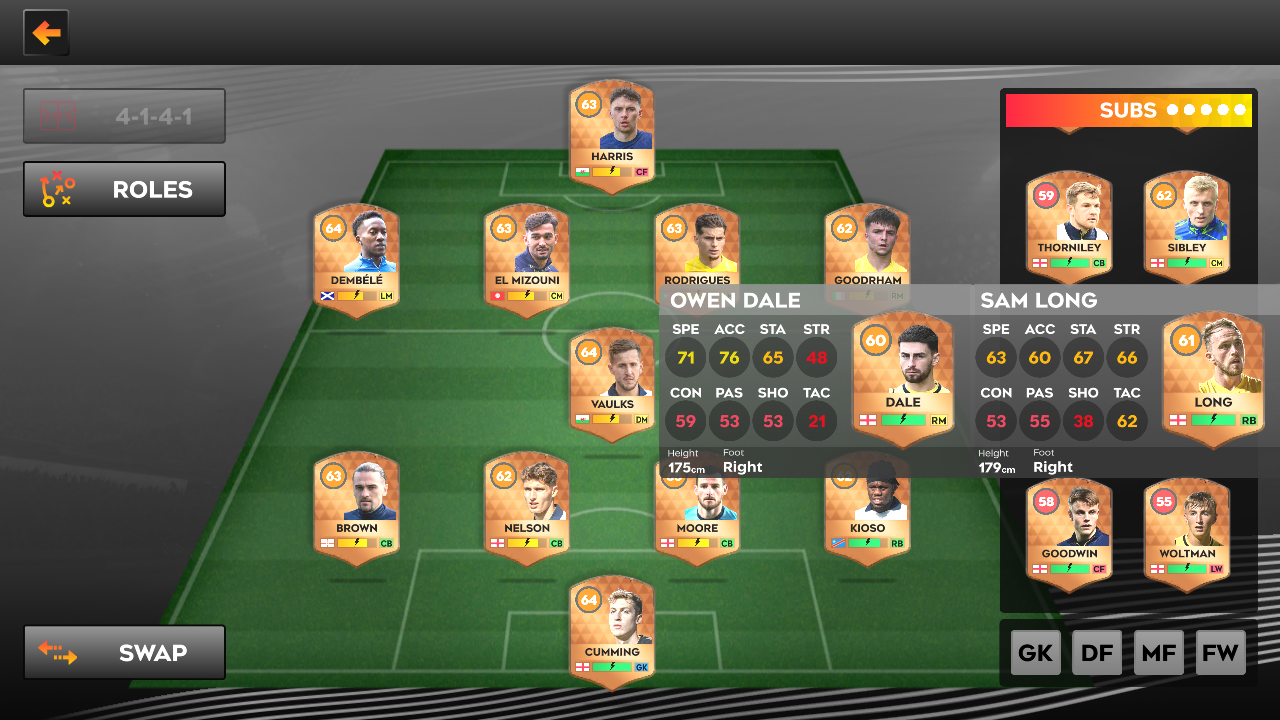 63
HARRIS
CF
4-1-4-1
SUBS
ROLES
59
THORNILEY
CB
62
SIBLEY
CM
64
DEMBÉLÉ
LM
63
EL MIZOUNI
CM
63
RODRIGUES
62
GOODRHAM
RM
OWEN DALE
SPE ACC STA STR
71 76 65 48
CON PAS SHO TAC
59 53 53 21
Height Foot
175cm Right
60
DALE
RM
SAM LONG
SPE ACC STA STR
63 60 67 66
CON PAS SHO TAC
53 55 38 62
Height Foot
179cm Right
61
LONG
RB
64
VAULKS
DM
63
BROWN
CB
62
NELSON
CB
MOORE
CB
KIOSO
RB
58
GOODWIN
CF
55
WOLTMAN
LW
64
CUMMING
GK
SWAP
GK DF MF FW